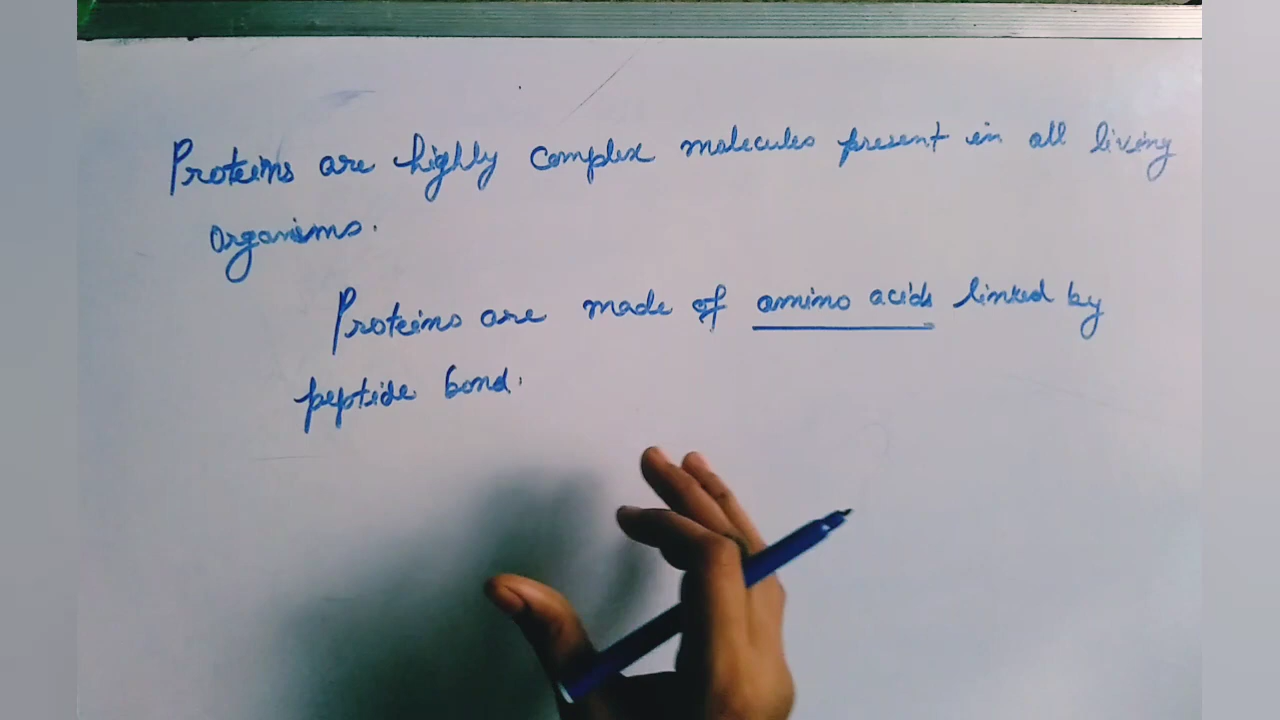 Proteins are highly complex molecules present in all living
organisms.
Proteins are made of amino acids linked by
peptide bond.